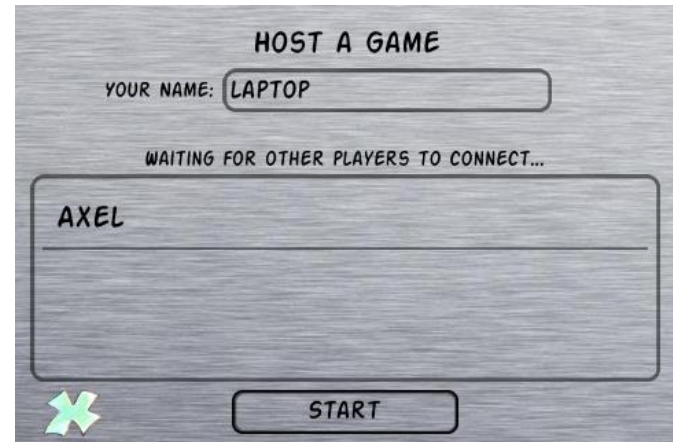 HOST A GAME
YOUR NAME: LAPTOP
WAITING FOR OTHER PLAYERS TO CONNECT...
AXEL
START